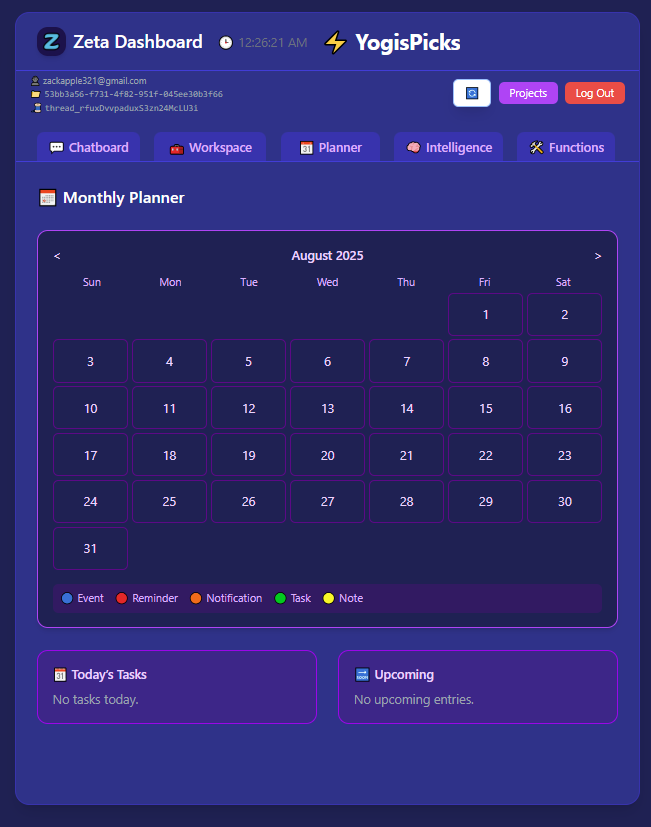 Z Zeta Dashboard 12:26:21 AM YogisPicks
zackapple321@gmail.com
53bb3a56-f731-4f82-951f-045ee30b3f66
thread_rfuxDvvpaduxS3zn24McLU3i
Projects Log Out
Chatboard Workspace Planner Intelligence Functions
Monthly Planner
< August 2025 >
Sun Mon Tue Wed Thu Fri Sat
1 2
3 4 5 6 7 8 9
10 11 12 13 14 15 16
17 18 19 20 21 22 23
24 25 26 27 28 29 30
31
Event Reminder Notification Task Note
Today's Tasks
No tasks today.
Upcoming
No upcoming entries.